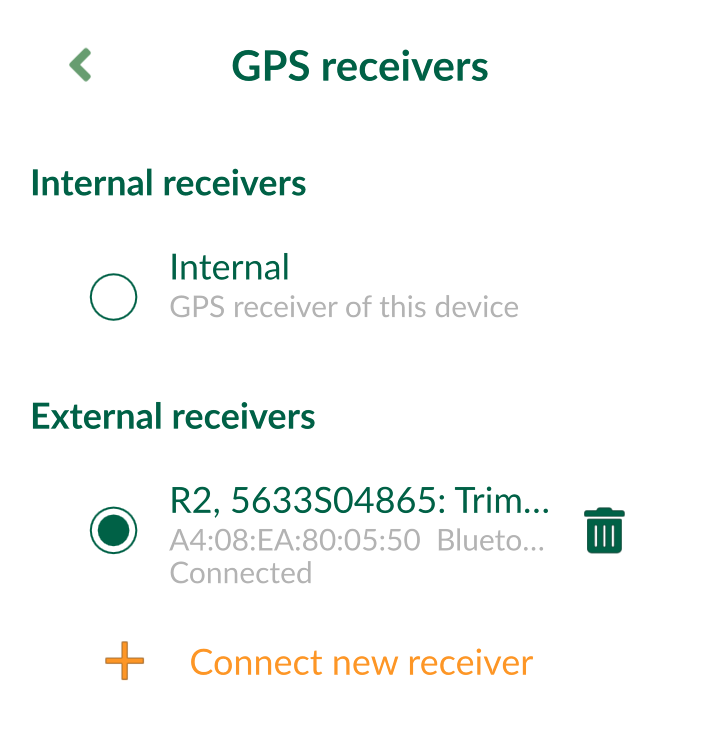 GPS receivers
Internal receivers
Internal
GPS receiver of this device
External receivers
R2, 5633S04865: Trim...
A4:08:EA:80:05:50 Blueto...
Connected
Connect new receiver